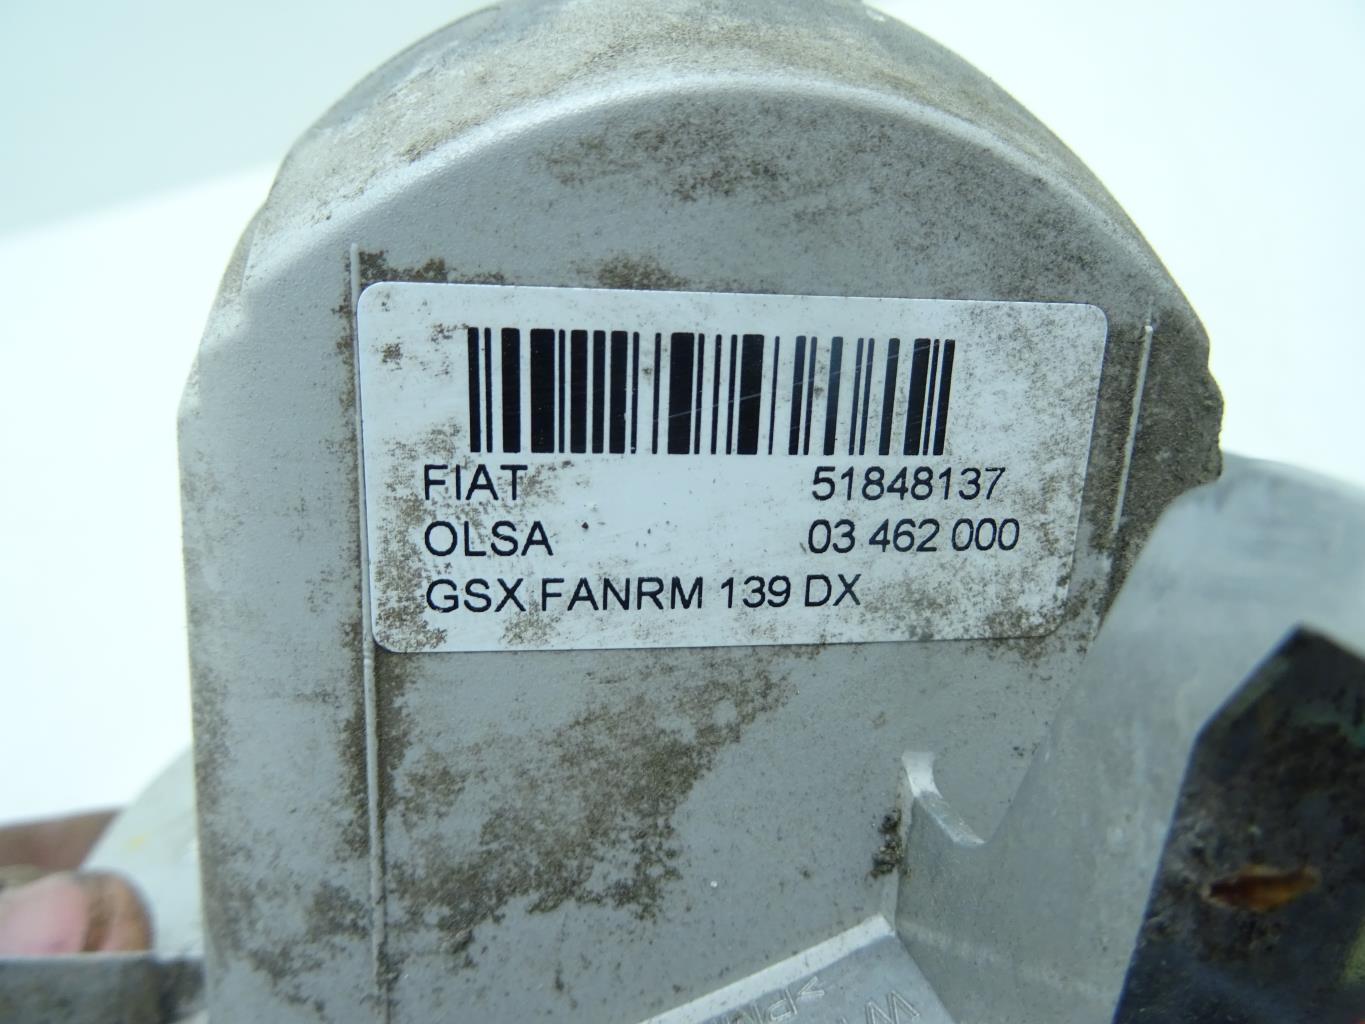 FIAT 51848137
OLSA 03 462 000
GSX FANRM 139 DX